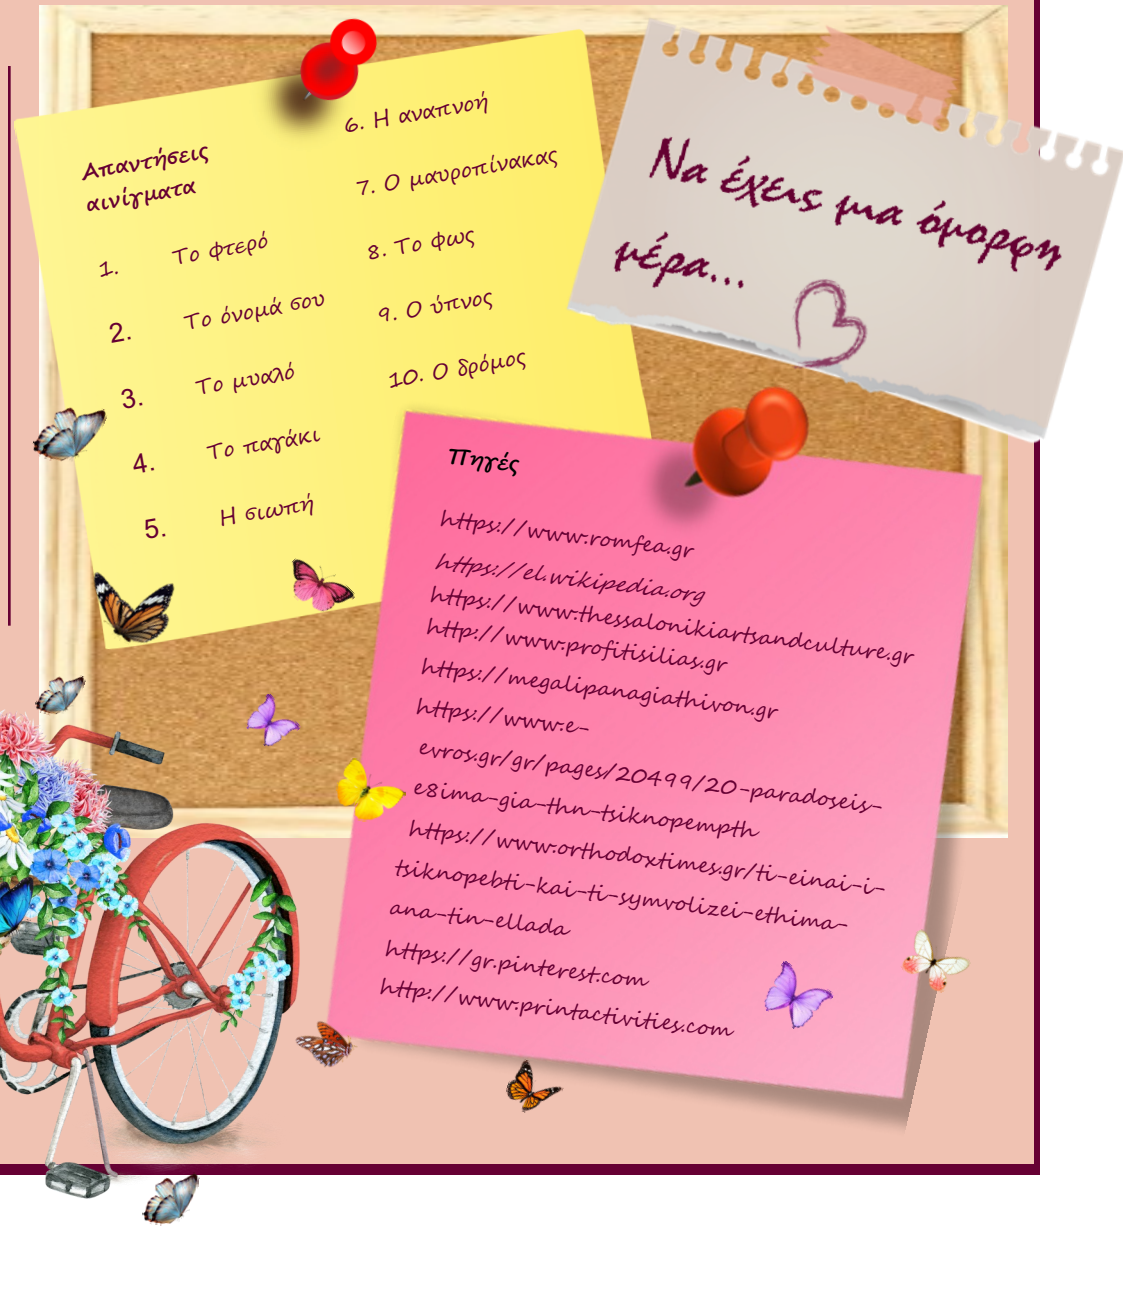 Απαντήσεις
αινίγματα
1. Το φτερό
2. Το όνομά σου
3. Το μυαλό
4. Το παγάκι
5. Η σιωπή
6. Η αναπνοή
7. Ο μαυροπίνακας
8. Το φως
9. Ο ύπνος
10. Ο δρόμος
Να έχεις μια όμορφη
μέρα...
Πηγές
https://www.romfea.gr
https://el.wikipedia.org
https://www.thessalonikiartsandculture.gr
http://www.profitisilias.gr
https://megalipanagiathivon.gr
https://www.e-
evros.gr/gr/pages/20499/20-paradoseis-
e8ima-gia-thn-tsiknopempth
https://www.orthodoxtimes.gr/ti-einai-i-
tsiknopebti-kai-ti-symvolizei-ethima-
ana-tin-ellada
https://gr.pinterest.com
http://www.printactivities.com